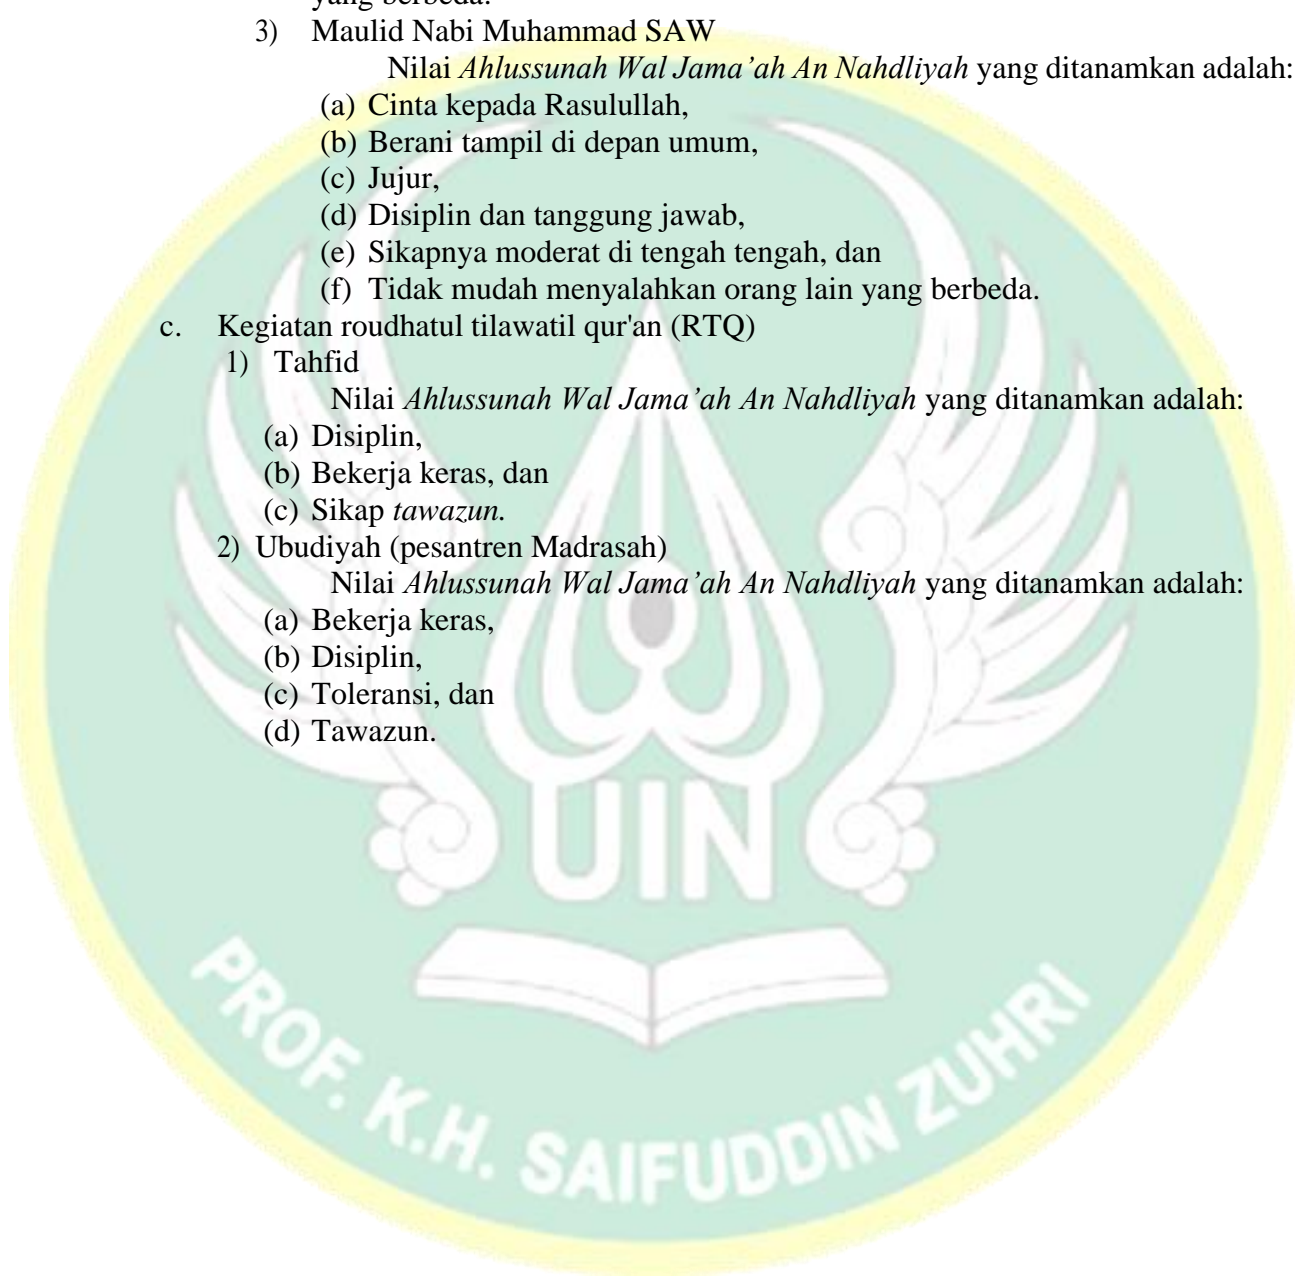 yang berbeda.
3) Maulid Nabi Muhammad SAW
Nilai Ahlussunah Wal Jama’ah An Nahdliyah yang ditanamkan adalah:
(a) Cinta kepada Rasulullah,
(b) Berani tampil di depan umum,
(c) Jujur,
(d) Disiplin dan tanggung jawab,
(e) Sikapnya moderat di tengah tengah, dan
(f) Tidak mudah menyalahkan orang lain yang berbeda.
c. Kegiatan roudhatul tilawatil qur'an (RTQ)
1) Tahfid
Nilai Ahlussunah Wal Jama’ah An Nahdliyah yang ditanamkan adalah:
(a) Disiplin,
(b) Bekerja keras, dan
(c) Sikap tawazun.
2) Ubudiyah (pesantren Madrasah)
Nilai Ahlussunah Wal Jama’ah An Nahdliyah yang ditanamkan adalah:
(a) Bekerja keras,
(b) Disiplin,
(c) Toleransi, dan
(d) Tawazun.
UIN
PROF. K.H. SAIFUDDIN ZUHRI